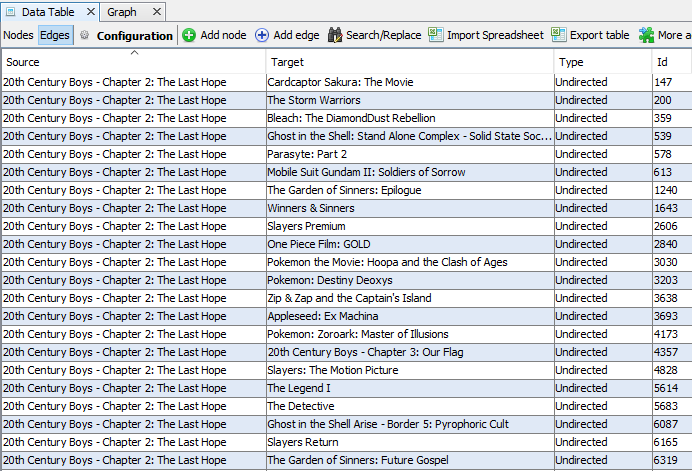 Data Table Graph
Nodes Edges Configuration Add node Add edge Search/Replace Import Spreadsheet Export table More a
Source Target Type Id
20th Century Boys - Chapter 2: The Last Hope Cardcaptor Sakura: The Movie Undirected 147
20th Century Boys - Chapter 2: The Last Hope The Storm Warriors Undirected 200
20th Century Boys - Chapter 2: The Last Hope Bleach: The DiamondDust Rebellion Undirected 359
20th Century Boys - Chapter 2: The Last Hope Ghost in the Shell: Stand Alone Complex - Solid State Soc... Undirected 539
20th Century Boys - Chapter 2: The Last Hope Parasyte: Part 2 Undirected 578
20th Century Boys - Chapter 2: The Last Hope Mobile Suit Gundam II: Soldiers of Sorrow Undirected 613
20th Century Boys - Chapter 2: The Last Hope The Garden of Sinners: Epilogue Undirected 1240
20th Century Boys - Chapter 2: The Last Hope Winners & Sinners Undirected 1643
20th Century Boys - Chapter 2: The Last Hope Slayers Premium Undirected 2606
20th Century Boys - Chapter 2: The Last Hope One Piece Film: GOLD Undirected 2840
20th Century Boys - Chapter 2: The Last Hope Pokemon the Movie: Hoopa and the Clash of Ages Undirected 3030
20th Century Boys - Chapter 2: The Last Hope Pokemon: Destiny Deoxys Undirected 3203
20th Century Boys - Chapter 2: The Last Hope Zip & Zap and the Captain's Island Undirected 3638
20th Century Boys - Chapter 2: The Last Hope Appleseed: Ex Machina Undirected 3693
20th Century Boys - Chapter 2: The Last Hope Pokemon: Zoroark: Master of Illusions Undirected 4173
20th Century Boys - Chapter 2: The Last Hope 20th Century Boys - Chapter 3: Our Flag Undirected 4357
20th Century Boys - Chapter 2: The Last Hope Slayers: The Motion Picture Undirected 4828
20th Century Boys - Chapter 2: The Last Hope The Legend I Undirected 5614
20th Century Boys - Chapter 2: The Last Hope The Detective Undirected 5683
20th Century Boys - Chapter 2: The Last Hope Ghost in the Shell Arise - Border 5: Pyrophoric Cult Undirected 6087
20th Century Boys - Chapter 2: The Last Hope Slayers Return Undirected 6165
20th Century Boys - Chapter 2: The Last Hope The Garden of Sinners: Future Gospel Undirected 6319